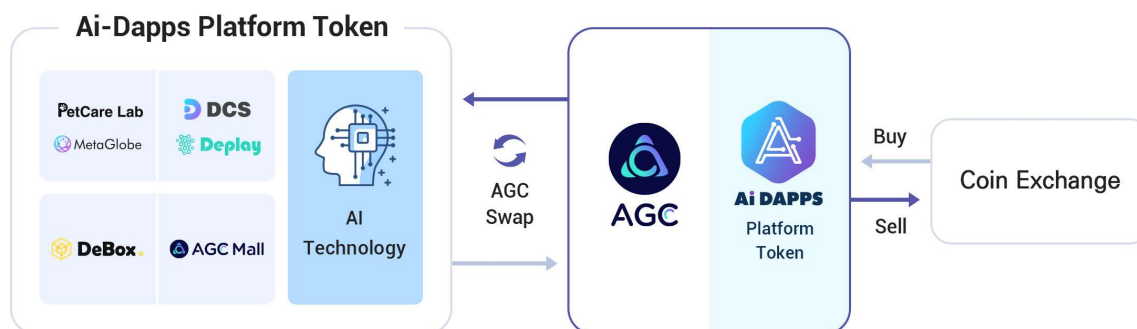 Ai-Dapps Platform Token
PetCare Lab
DCS
MetaGlobe
Deplay
DeBox.
AGC Mall
AI
Technology
AGC
Swap
AGC
Ai DAPPS
Platform
Token
Buy
Sell
Coin Exchange